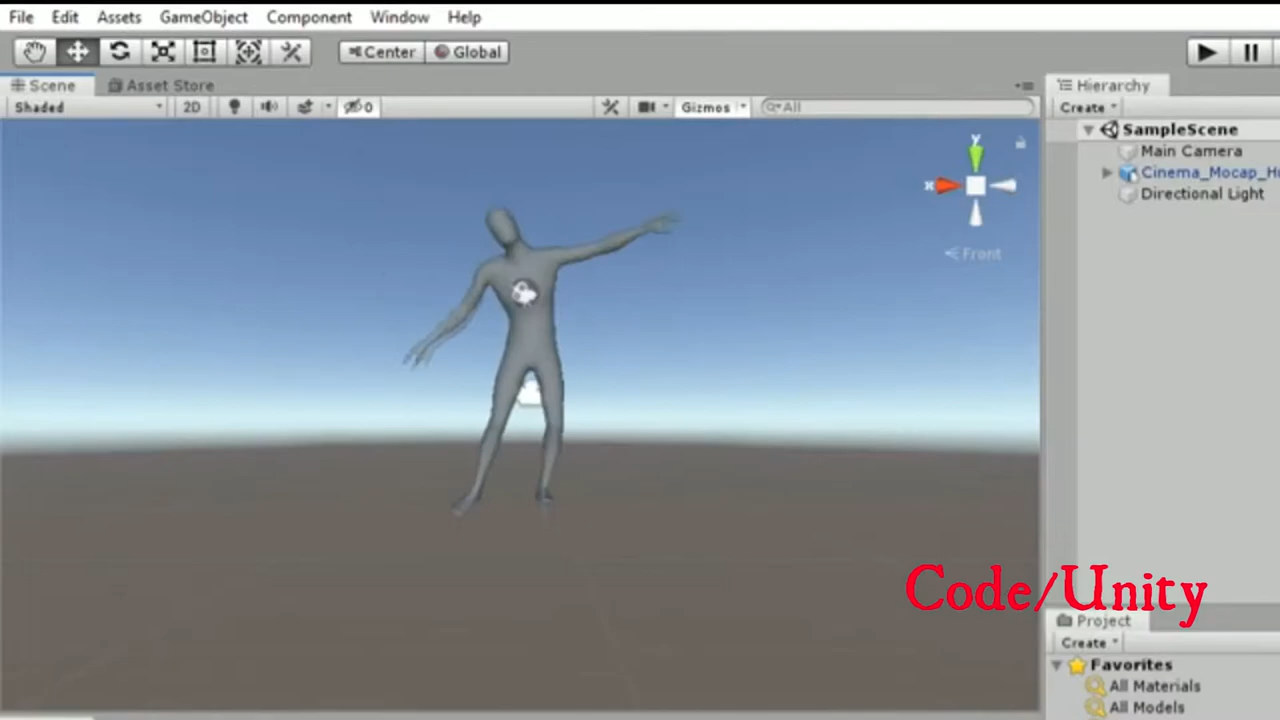 File Edit Assets GameObject Component Window Help
Center Global
Scene Asset Store
Hierarchy
Shaded 2D 0 Gizmos All
Create
SampleScene
Main Camera
Cinema_Mocap_H
Directional Light
y
x
Front
Code/Unity
Project
Create
Favorites
All Materials
All Models